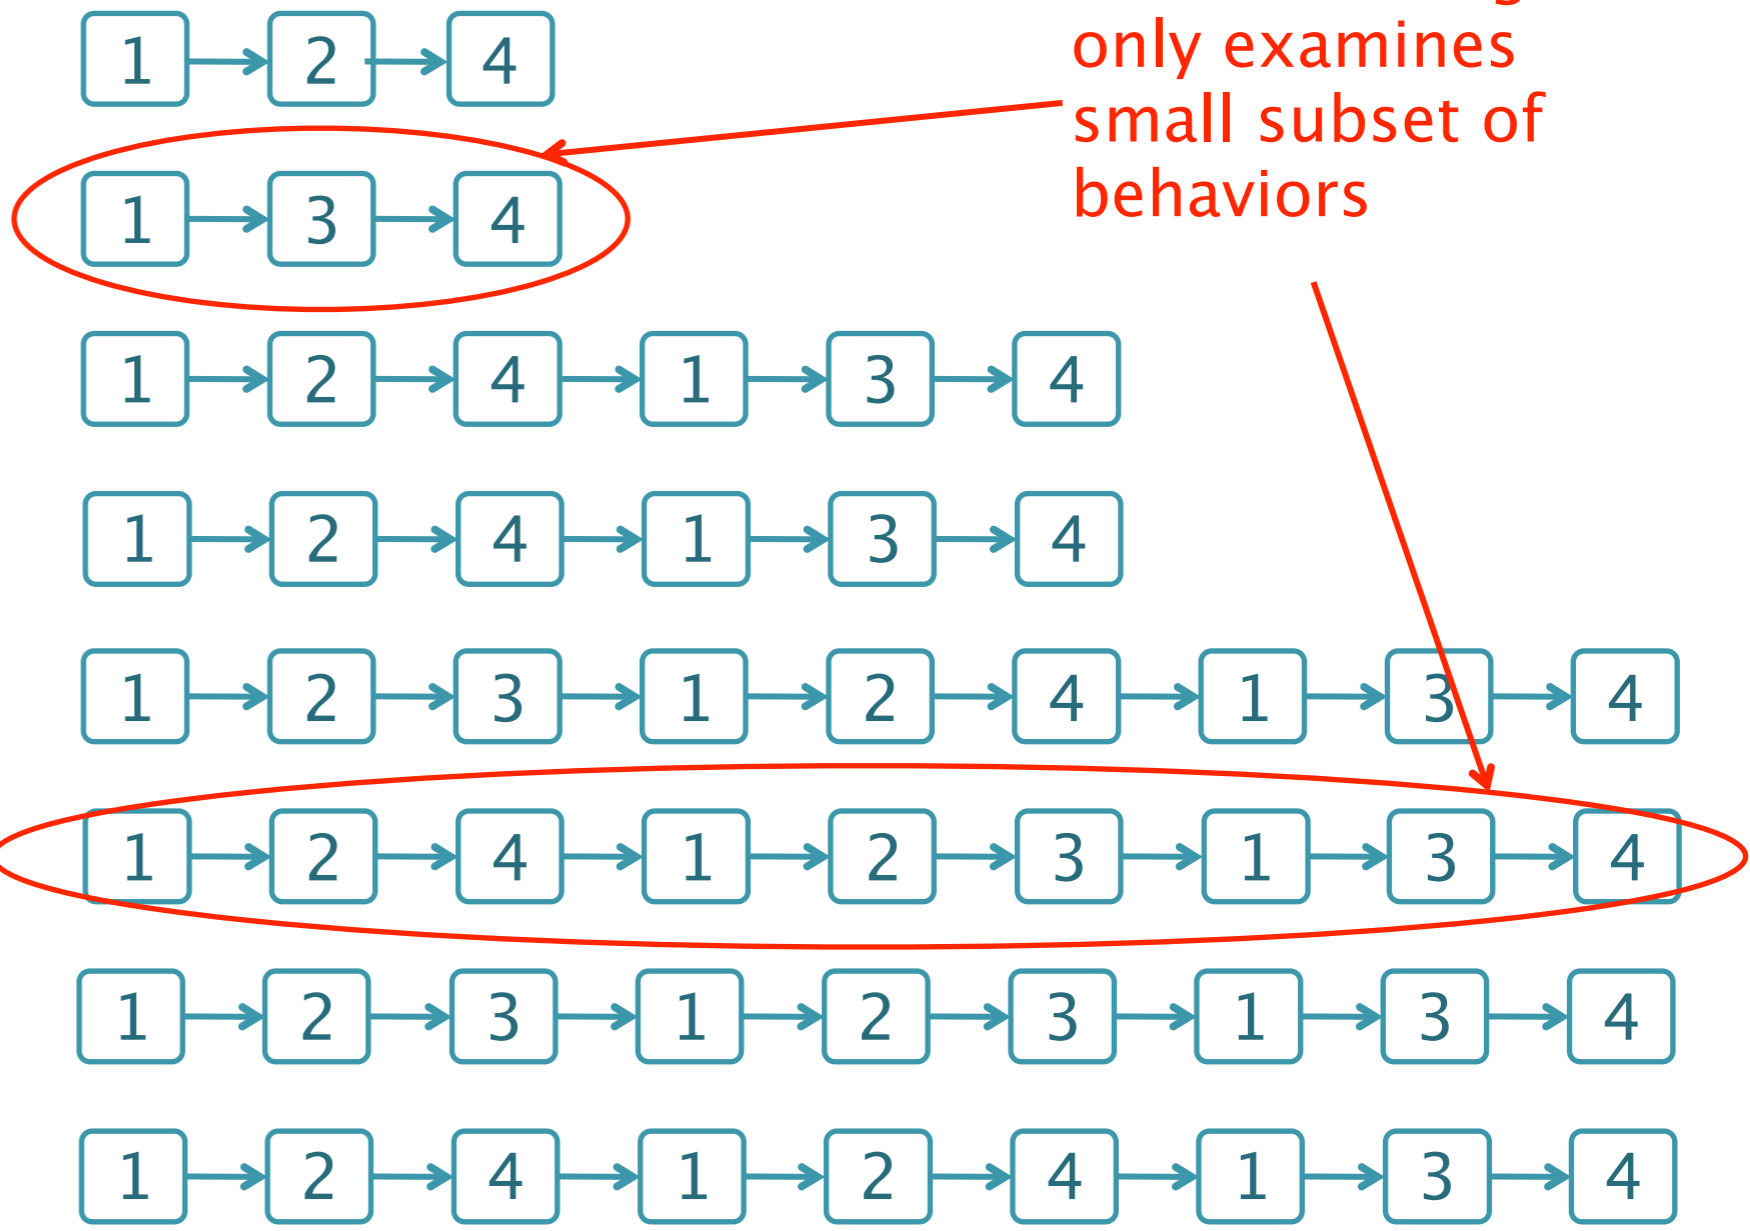 only examines
small subset of
behaviors
1 2 4
1 3 4
1 2 4 1 3 4
1 2 4 1 3 4
1 2 3 1 2 4 1 3 4
1 2 4 1 2 3 1 3 4
1 2 3 1 2 3 1 3 4
1 2 4 1 2 4 1 3 4